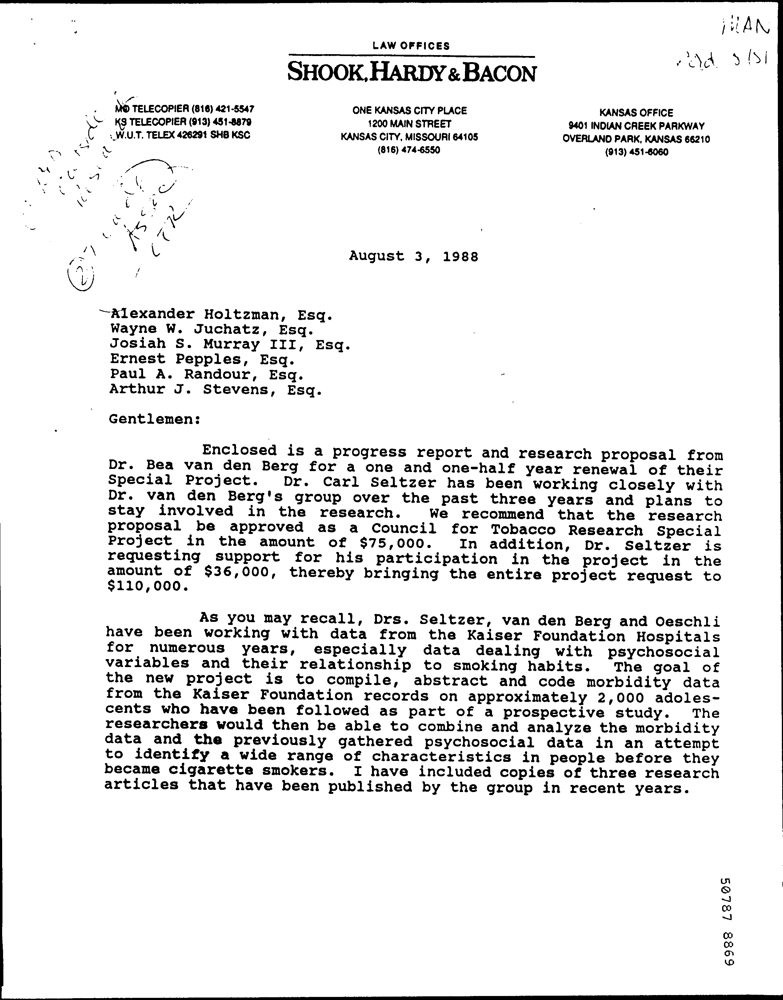 LAW OFFICES
SHOOK, HARDY & BACON
MO TELECOPIER (816) 421-5547
KS TELECOPIER (913) 451-8879
W.U.T. TELEX 426291 SHB KSC
ONE KANSAS CITY PLACE
1200 MAIN STREET
KANSAS CITY, MISSOURI 64105
(816) 474-6550
KANSAS OFFICE
9401 INDIAN CREEK PARKWAY
OVERLAND PARK, KANSAS 66210
(913) 451-6060
August 3, 1988
Alexander Holtzman, Esq.
Wayne W. Juchatz, Esq.
Josiah S. Murray III, Esq.
Ernest Pepples, Esq.
Paul A. Randour, Esq.
Arthur J. Stevens, Esq.
Gentlemen:
Enclosed is a progress report and research proposal from
Dr. Bea van den Berg for a one and one-half year renewal of their
Special Project. Dr. Carl Seltzer has been working closely with
Dr. van den Berg's group over the past three years and plans to
stay involved in the research. We recommend that the research
proposal be approved as a Council for Tobacco Research Special
Project in the amount of $75,000. In addition, Dr. Seltzer is
requesting support for his participation in the project in the
amount of $36,000, thereby bringing the entire project request to
$110,000.
As you may recall, Drs. Seltzer, van den Berg and Oeschli
have been working with data from the Kaiser Foundation Hospitals
for numerous years, especially data dealing with psychosocial
variables and their relationship to smoking habits. The goal of
the new project is to compile, abstract and code morbidity data
from the Kaiser Foundation records on approximately 2,000 adoles-
cents who have been followed as part of a prospective study. The
researchers would then be able to combine and analyze the morbidity
data and the previously gathered psychosocial data in an attempt
to identify a wide range of characteristics in people before they
became cigarette smokers. I have included copies of three research
articles that have been published by the group in recent years.
50787 8869